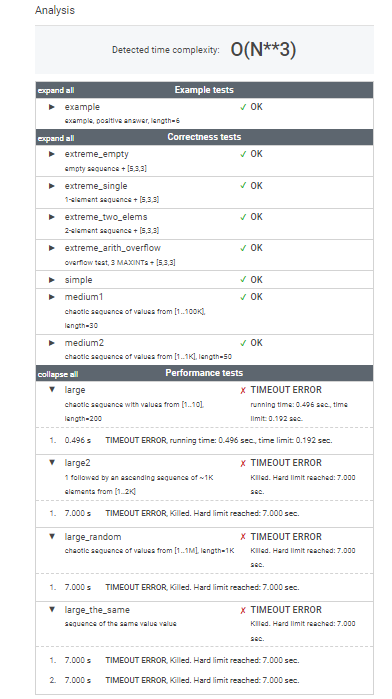 Analysis
Detected time complexity: O(N**3)
expand all Example tests
▶ example ✓ OK
example, positive answer, length=6
expand all Correctness tests
▶ extreme_empty ✓ OK
empty sequence + [5,3,3]
▶ extreme_single ✓ OK
1-element sequence + [5,3,3]
▶ extreme_two_elems ✓ OK
2-element sequence + [5,3,3]
▶ extreme_arith_overflow ✓ OK
overflow test, 3 MAXINTs + [5,3,3]
▶ simple ✓ OK
▶ medium1 ✓ OK
chaotic sequence of values from [1..100K],
length=30
▶ medium2 ✓ OK
chaotic sequence of values from [1..1K], length=50
collapse all Performance tests
▼ large ✗ TIMEOUT ERROR
chaotic sequence with values from [1..10], running time: 0.496 sec., time
length=200 limit: 0.192 sec.
1. 0.496 s TIMEOUT ERROR, running time: 0.496 sec., time limit: 0.192 sec.
▼ large2 ✗ TIMEOUT ERROR
1 followed by an ascending sequence of ~1K Killed. Hard limit reached: 7.000
elements from [1..2K] sec.
1. 7.000 s TIMEOUT ERROR, Killed. Hard limit reached: 7.000 sec.
▼ large_random ✗ TIMEOUT ERROR
chaotic sequence of values from [1..1M], length=1K Killed. Hard limit reached: 7.000
sec.
1. 7.000 s TIMEOUT ERROR, Killed. Hard limit reached: 7.000 sec.
▼ large_the_same ✗ TIMEOUT ERROR
sequence of the same value value Killed. Hard limit reached: 7.000
sec.
1. 7.000 s TIMEOUT ERROR, Killed. Hard limit reached: 7.000 sec.
2. 7.000 s TIMEOUT ERROR, Killed. Hard limit reached: 7.000 sec.